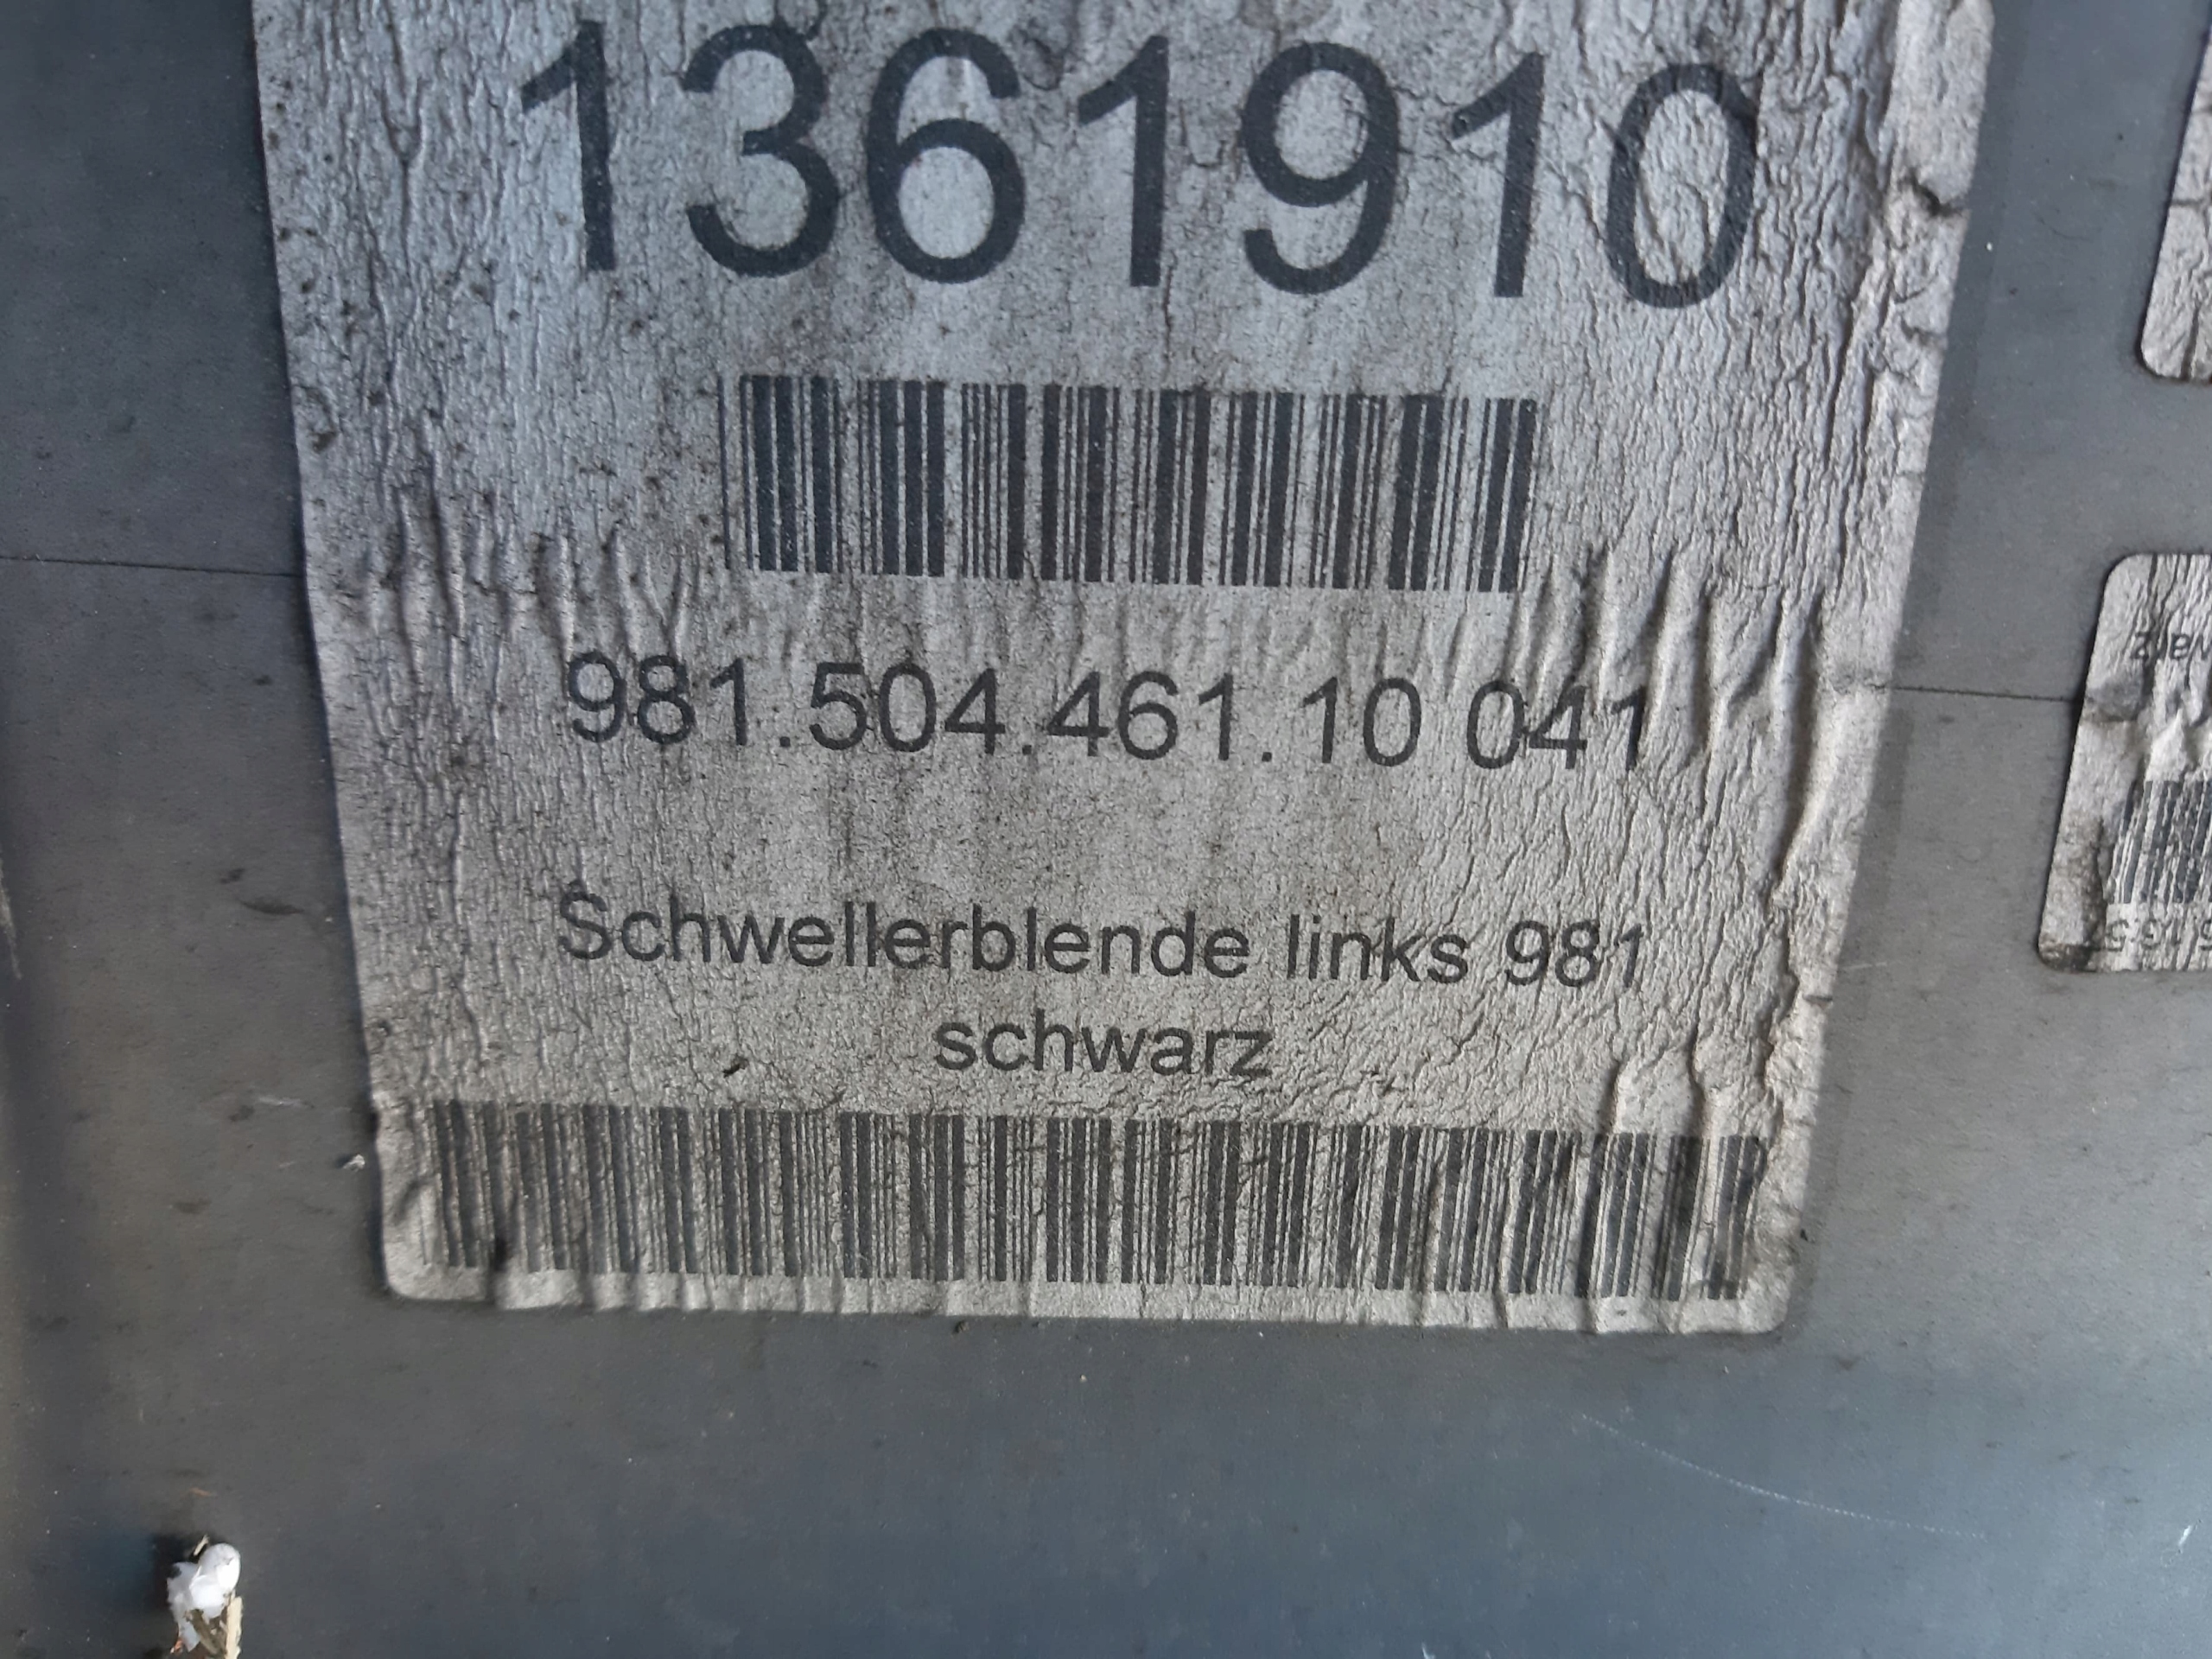 1361910
981.504.461.10 041
Schwellerblende links 981
schwarz